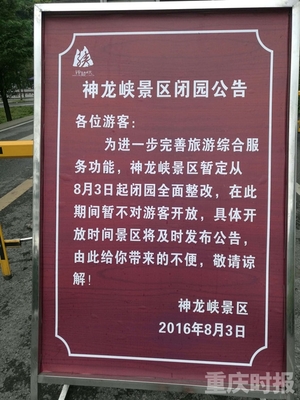 神龙峡景区闭园公告
各位游客：
为进一步完善旅游综合服
务功能，神龙峡景区暂定从
8月3日起闭园全面整改，在此
期间暂不对游客开放，具体开
放时间景区将及时发布公告，
由此给你带来的不便，敬请谅
解！
神龙峡景区
2016年8月3日
重庆时报